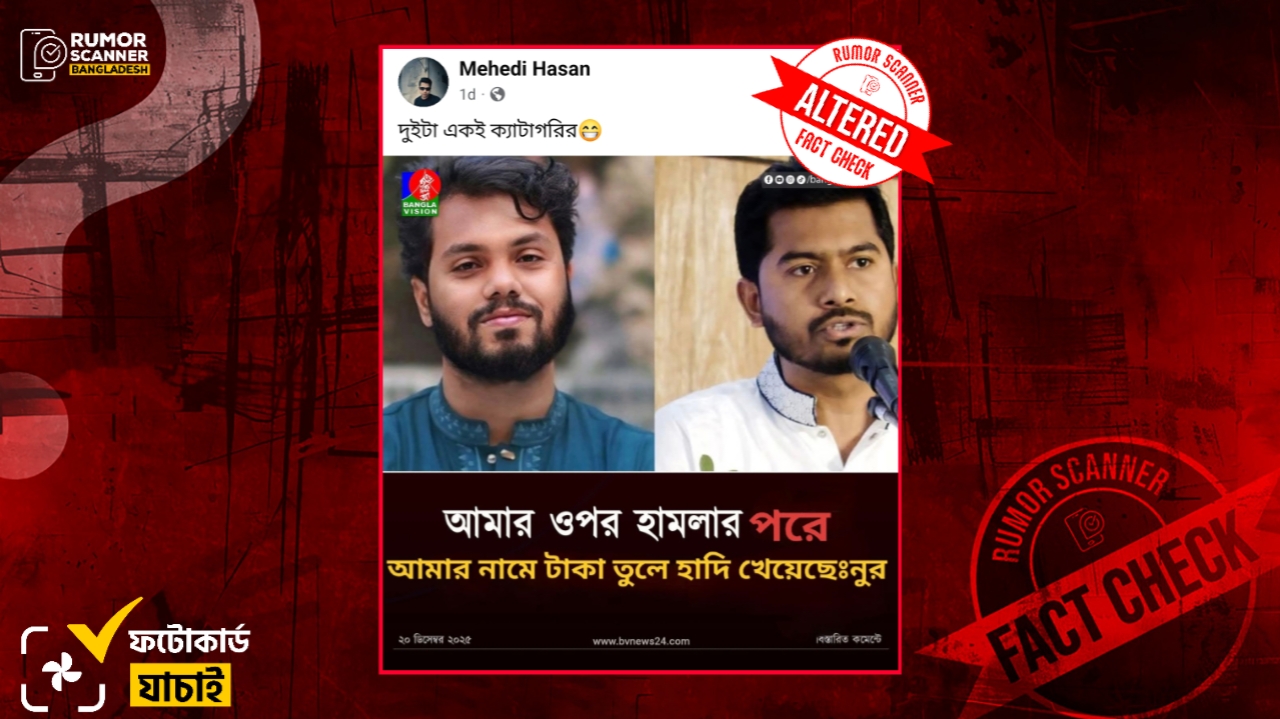 RUMOR
SCANNER
BANGLADESH
Mehedi Hasan
1d ·
দুইটা একই ক্যাটাগরির😁
RUMOR SCANNER
ALTERED
FACT CHECK
BANGLA
VISION
আমার ওপর হামলার পরে
আমার নামে টাকা তুলে হাদি খেয়েছেঃনুর
২০ ডিসেম্বর ২০২৫
www.bvnews24.com
কমেন্টে
RUMOR SCANNER
FACT CHECK
ফটোকার্ড
যাচাই